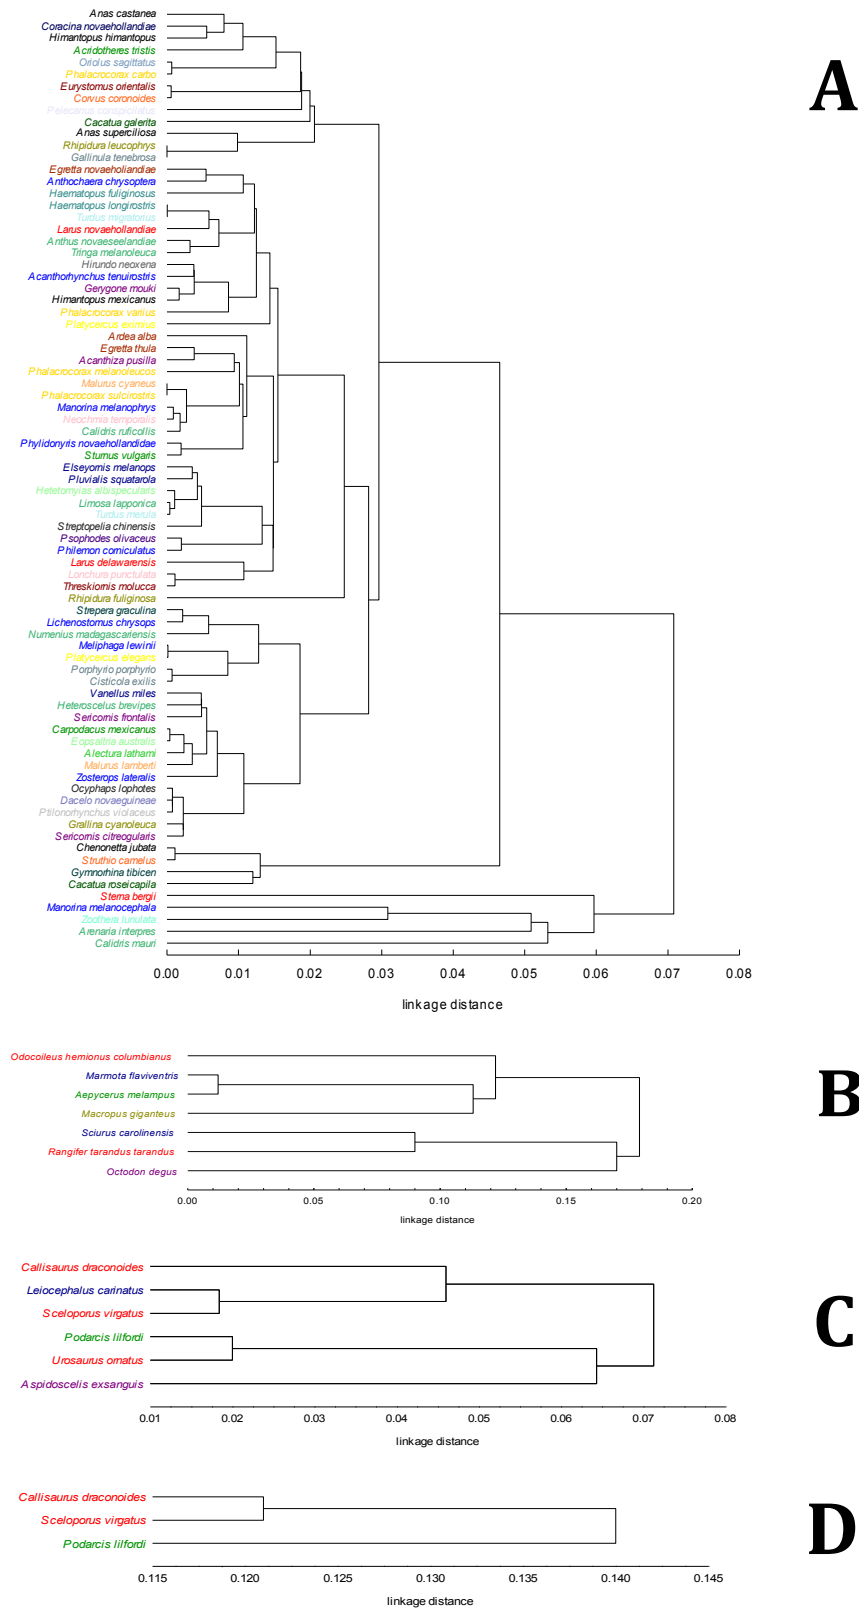 Anas castanea
Coracina novaehollandiae
Himantopus himantopus
Acridotheres tristis
Oriolus sagittatus
Phalacrocorax carbo
Eurystomus orientalis
Corvus coronoides
Pelecanus conspicillatus
Cacatua galerita
Anas superciliosa
Rhipidura leucophrys
Gallinula tenebrosa
Egretta novaehollandiae
Anthochaera chrysoptera
Haematopus fuliginosus
Haematopus longirostris
Turdus migratorius
Larus novaehollandiae
Anthus novaeseelandiae
Tringa melanoleuca
Hirundo neoxena
Acanthorhynchus tenuirostris
Gerygone mouki
Himantopus mexicanus
Phalacrocorax varius
Platycercus eximius
Ardea alba
Egretta thula
Acanthiza pusilla
Phalacrocorax melanoleucos
Malurus cyaneus
Phalacrocorax sulcirostris
Manorina melanophrys
Neochmia temporalis
Calidris ruficollis
Phylidonyris novaehollandidae
Sturnus vulgaris
Elseyornis melanops
Pluvialis squatarola
Hetetomyias albispecularis
Limosa lapponica
Turdus merula
Streptopelia chinensis
Psophodes olivaceus
Philemon corniculatus
Larus delawarensis
Lonchura punctulata
Threskiornis molucca
Rhipidura fuliginosa
Strepera graculina
Lichenostomus chrysops
Numenius madagascariensis
Meliphaga lewinii
Platycercus elegans
Porphyrio porphyrio
Cisticola exilis
Vanellus miles
Heteroscelus brevipes
Sericornis frontalis
Carpodacus mexicanus
Eopsaltria australis
Alectura lathami
Malurus lamberti
Zosterops lateralis
Ocyphaps lophotes
Dacelo novaeguineae
Ptilonorhynchus violaceus
Grallina cyanoleuca
Sericornis citreogularis
Chenonetta jubata
Struthio camelus
Gymnorhina tibicen
Cacatua roseicapila
Sterna bergii
Manorina melanocephala
Zoothera lunulata
Arenaria interpres
Calidris mauri
0.00 0.01 0.02 0.03 0.04 0.05 0.06 0.07 0.08
linkage distance
A
Odocoileus hemionus columbianus
Marmota flaviventris
Aepycerus melampus
Macropus giganteus
Sciurus carolinensis
Rangifer tarandus tarandus
Octodon degus
0.00 0.05 0.10 0.15 0.20
linkage distance
B
Callisaurus draconoides
Leiocephalus carinatus
Sceloporus virgatus
Podarcis lilfordi
Urosaurus ornatus
Aspidoscelis exsanguis
0.01 0.02 0.03 0.04 0.05 0.06 0.07 0.08
linkage distance
C
Callisaurus draconoides
Sceloporus virgatus
Podarcis lilfordi
0.115 0.120 0.125 0.130 0.135 0.140 0.145
linkage distance
D